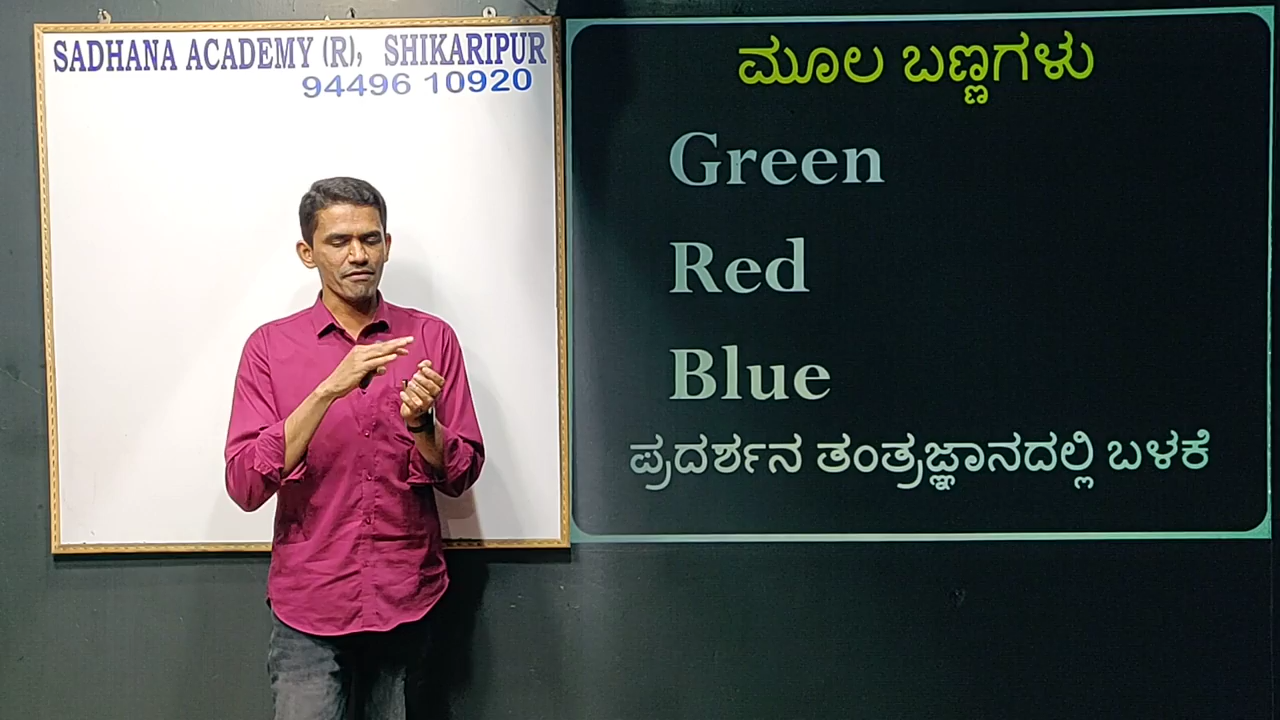 SADHANA ACADEMY (R), SHIKARIPUR
94496 10920
ಮೂಲ ಬಣ್ಣಗಳು
Green
Red
Blue
ಪ್ರದರ್ಶನ ತಂತ್ರಜ್ಞಾನದಲ್ಲಿ ಬಳಕೆ